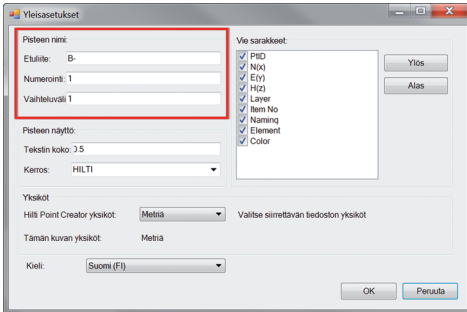 Yleisasetukset
Pisteen nimi:
Etuliite: B-
Numerointi: 1
Vaihteluväli 1
Pisteen näyttö:
Tekstin koko: 0.5
Kerros: HILTI
Vie sarakkeet:
PtID
N(x)
E(y)
H(z)
Layer
Item No
Naming
Element
Color
Ylös
Alas
Yksiköt
Hilti Point Creator yksiköt: Metriä Valitse siirrettävän tiedoston yksiköt
Tämän kuvan yksiköt: Metriä
Kieli: Suomi (FI)
OK Peruuta